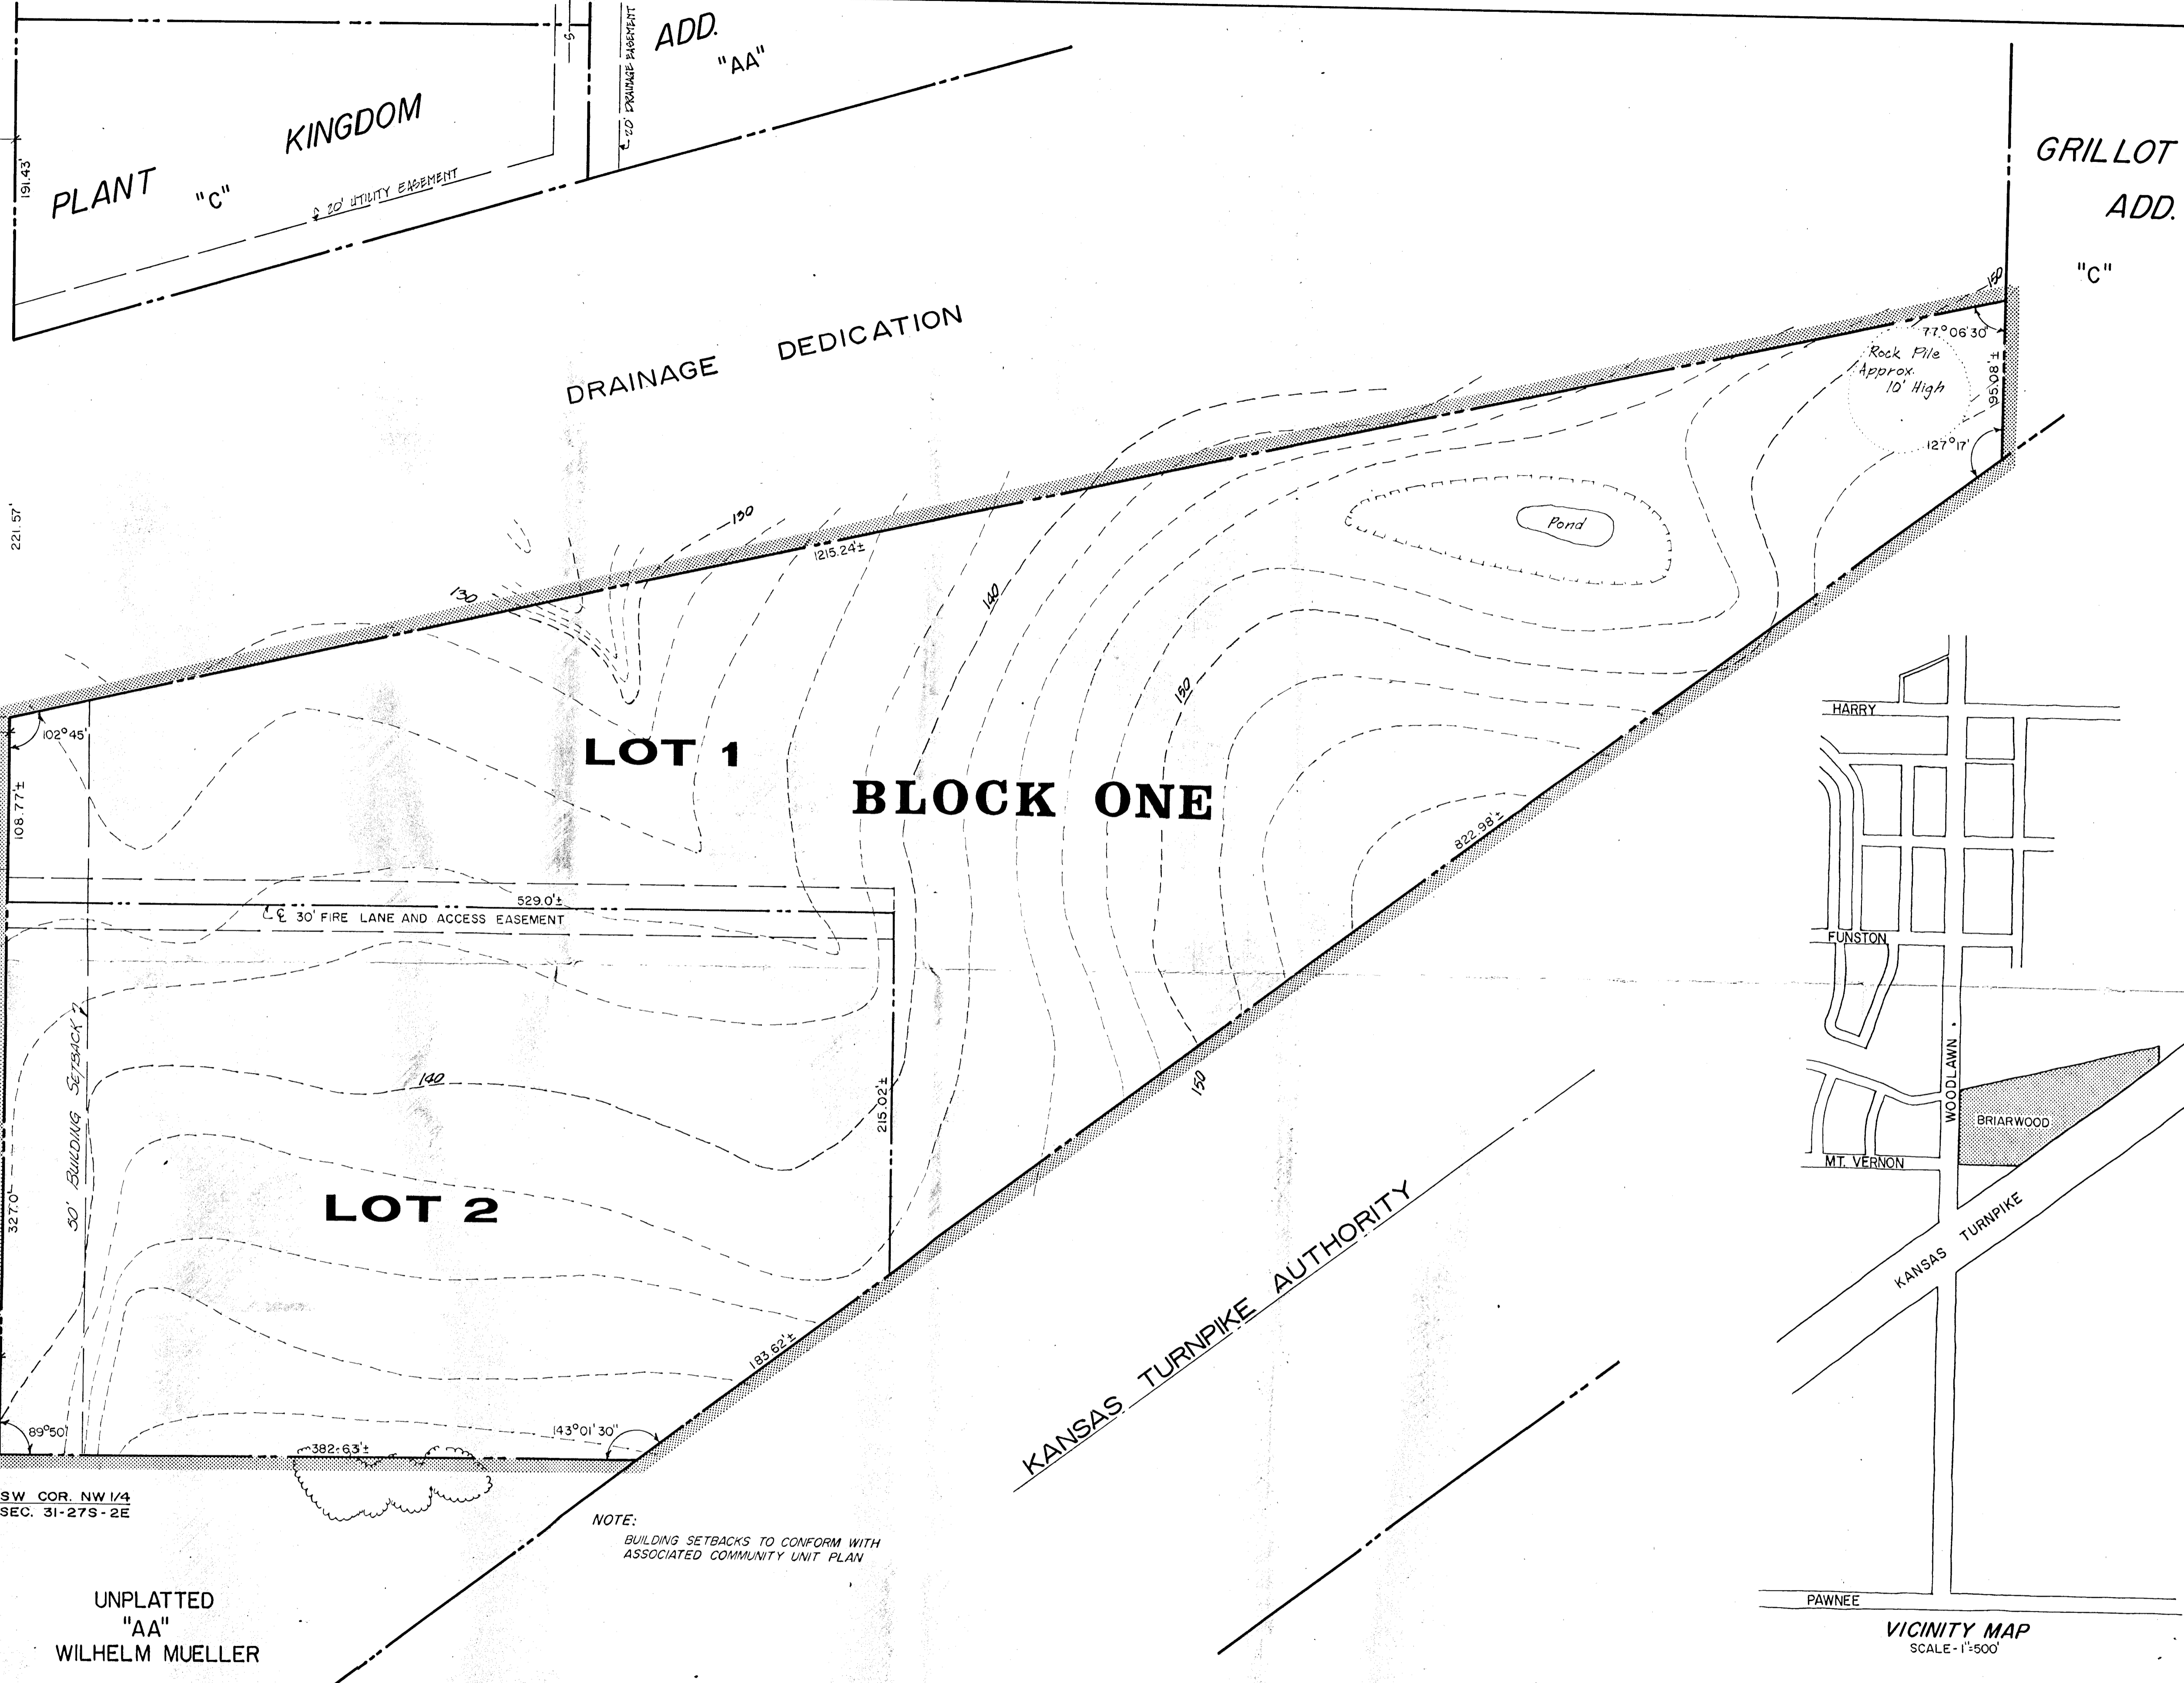 ADD.
"AA"
℄ 20' DRAINAGE EASEMENT
S
KINGDOM
PLANT
"C"
℄ 20' UTILITY EASEMENT
191.43'
GRILLOT
ADD.
"C"
DRAINAGE DEDICATION
150
77°06'30"
Rock Pile
Approx.
10' High
195.08'±
127°17'
221.57'
130
Pond
1215.24'±
130
140
150
102°45'
108.77'±
LOT 1
BLOCK ONE
822.98'±
529.0'±
℄ 30' FIRE LANE AND ACCESS EASEMENT
50' BUILDING SETBACK
140
215.02'±
150
327.0'
LOT 2
183.62'±
89°50'
382.63'±
143°01'30"
SW COR. NW 1/4
SEC. 31-27S-2E
NOTE:
BUILDING SETBACKS TO CONFORM WITH
ASSOCIATED COMMUNITY UNIT PLAN
UNPLATTED
"AA"
WILHELM MUELLER
KANSAS TURNPIKE AUTHORITY
HARRY
FUNSTON
WOODLAWN
BRIARWOOD
MT. VERNON
KANSAS TURNPIKE
PAWNEE
VICINITY MAP
SCALE-1"=500'